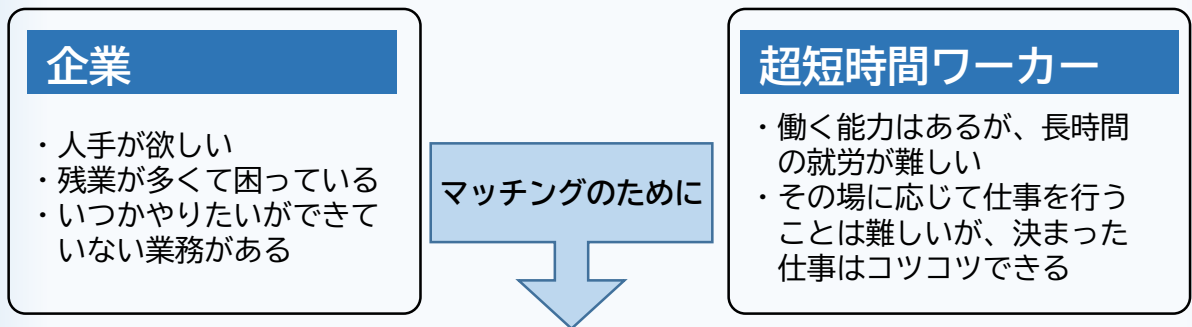 企業
・人手が欲しい
・残業が多くて困っている
・いつかやりたいができて
いない業務がある
マッチングのために
超短時間ワーカー
・働く能力はあるが、長時間
の就労が難しい
・その場に応じて仕事を行う
ことは難しいが、決まった
仕事はコツコツできる